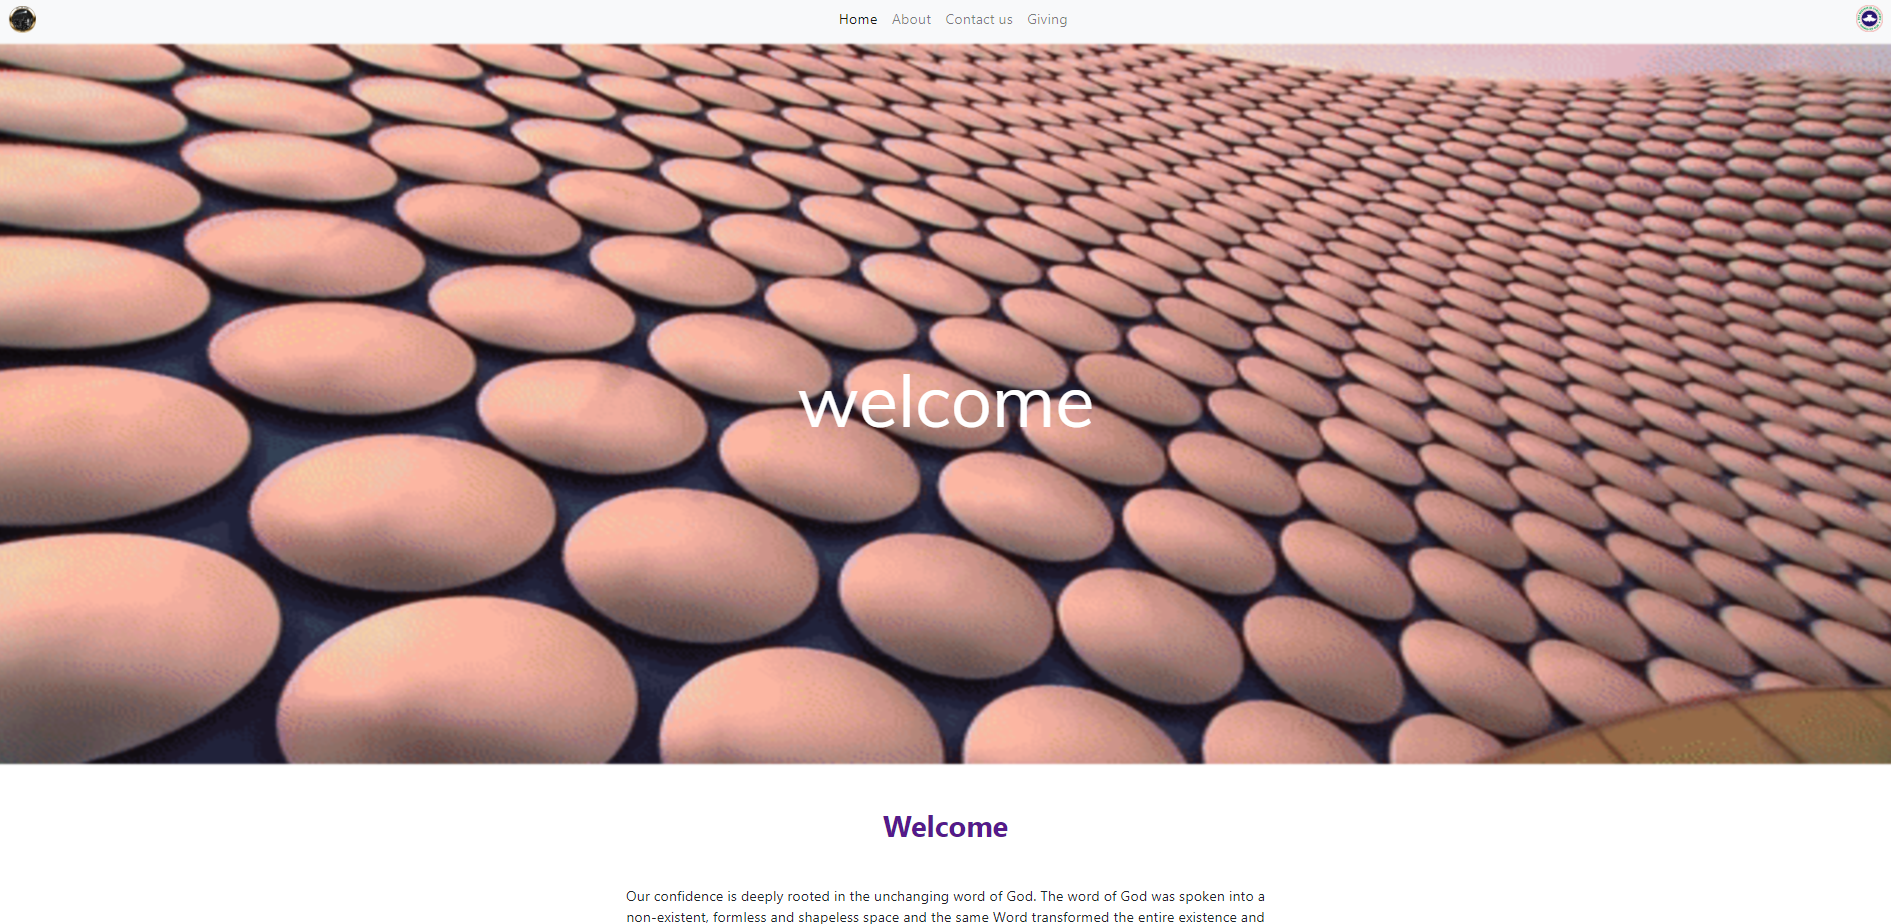 Home About Contact us Giving
welcome
Welcome
Our confidence is deeply rooted in the unchanging word of God. The word of God was spoken into a
non-existent, formless and shapeless space and the same Word transformed the entire existence and